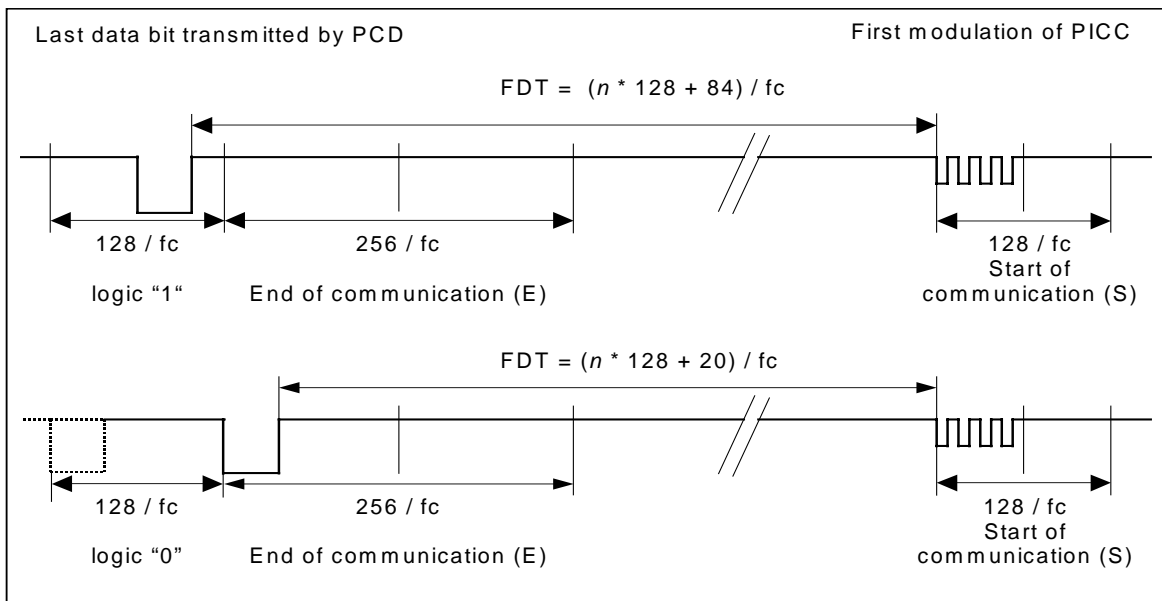 Last data bit transmitted by PCD
First modulation of PICC
FDT = (n * 128 + 84) / fc
128 / fc
256 / fc
128 / fc
logic “1“
End of communication (E)
Start of
communication (S)
FDT = (n * 128 + 20) / fc
128 / fc
256 / fc
128 / fc
logic “0”
End of communication (E)
Start of
communication (S)